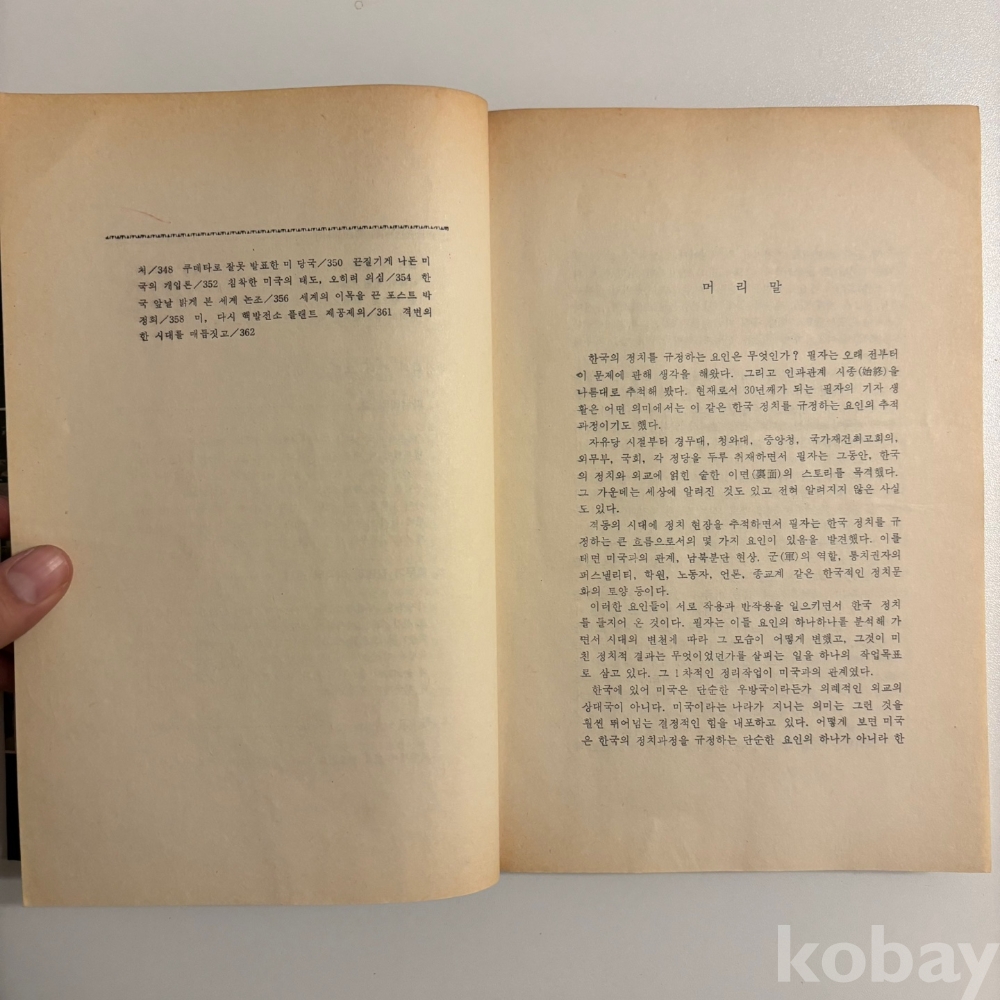 처/348 쿠데타로 잘못 발표한 미 당국/350 끈질기게 나돈 미
국의 개입론/352 침착한 미국의 태도, 오히려 의심/354 한
국 앞날 밝게 본 세계 논조/356 세계의 이목을 끈 포스트 박
정희/358 미, 다시 핵발전소 플랜트 제공제의/361 격변의
한 시대를 매듭짓고/362
머 리 말
한국의 정치를 규정하는 요인은 무엇인가? 필자는 오래 전부터
이 문제에 관해 생각을 해왔다. 그리고 인과관계 시종(始終)을
나름대로 추적해 봤다. 현재로서 30년째가 되는 필자의 기자 생
활은 어떤 의미에서는 이 같은 한국 정치를 규정하는 요인의 추적
과정이기도 했다.
자유당 시절부터 경무대, 청와대, 중앙청, 국가재건최고회의,
외무부, 국회, 각 정당을 두루 취재하면서 필자는 그동안, 한국
의 정치와 외교에 얽힌 숱한 이면(裏面)의 스토리를 목격했다.
그 가운데는 세상에 알려진 것도 있고 전혀 알려지지 않은 사실
도 있다.
격동의 시대에 정치 현장을 추적하면서 필자는 한국 정치를 규
정하는 큰 흐름으로서의 몇 가지 요인이 있음을 발견했다. 이를
테면 미국과의 관계, 남북분단 현상, 군(軍)의 역할, 통치권자의
퍼스낼리티, 학원, 노동자, 언론, 종교계 같은 한국적인 정치문
화의 토양 등이다.
이러한 요인들이 서로 작용과 반작용을 일으키면서 한국 정치
를 들지어 온 것이다. 필자는 이들 요인의 하나하나를 분석해 가
면서 시대의 변천에 따라 그 모습이 어떻게 변했고, 그것이 미
친 정치적 결과는 무엇이었던가를 살피는 일을 하나의 작업목표
로 삼고 있다. 그 1차적인 정리작업이 미국과의 관계였다.
한국에 있어 미국은 단순한 우방국이라든가 의례적인 외교의
상대국이 아니다. 미국이라는 나라가 지니는 의미는 그런 것을
훨씬 뛰어넘는 결정적인 힘을 내포하고 있다. 어떻게 보면 미국
은 한국의 정치과정을 규정하는 단순한 요인의 하나가 아니라 한
kobay